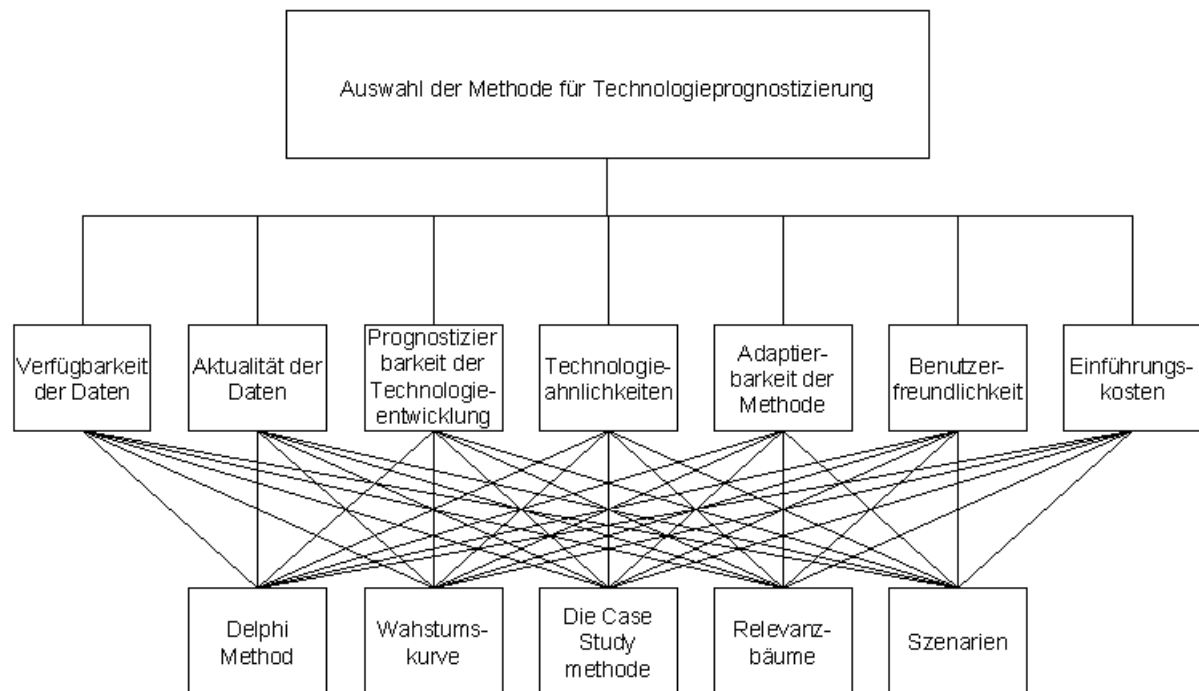 Auswahl der Methode für Technologieprognostizierung
Verfügbarkeit
der Daten
Aktualität der
Daten
Prognostizier
barkeit der
Technologie-
entwicklung
Technologie-
ahnlichkeiten
Adaptier-
barkeit der
Methode
Benutzer-
freundlichkeit
Einführungs-
kosten
Delphi
Method
Wahstums-
kurve
Die Case
Study
methode
Relevanz-
bäume
Szenarien